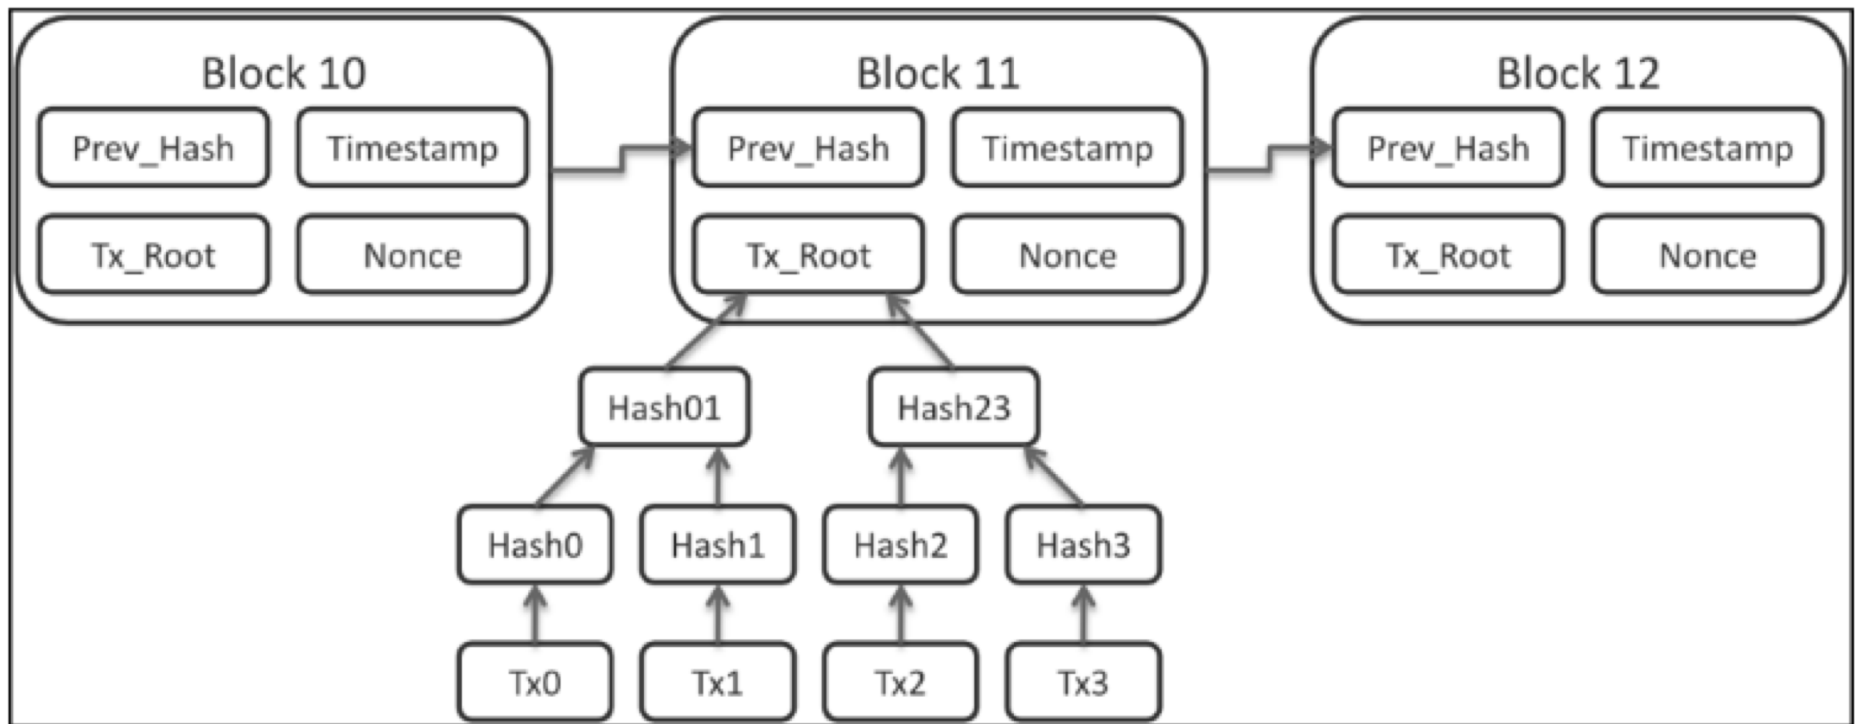 Block 10
Block 11
Block 12
Prev_Hash
Timestamp
Prev_Hash
Timestamp
Prev_Hash
Timestamp
Tx_Root
Nonce
Tx_Root
Nonce
Tx_Root
Nonce
Hash01
Hash23
Hash0
Hash1
Hash2
Hash3
Tx0
Tx1
Tx2
Tx3